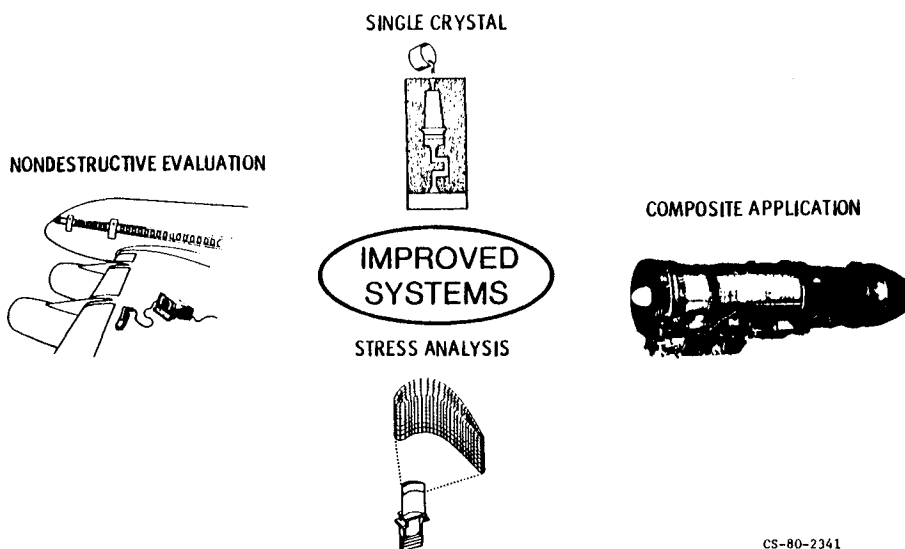 SINGLE CRYSTAL
NONDESTRUCTIVE EVALUATION
COMPOSITE APPLICATION
IMPROVED
SYSTEMS
STRESS ANALYSIS
CS-80-2341